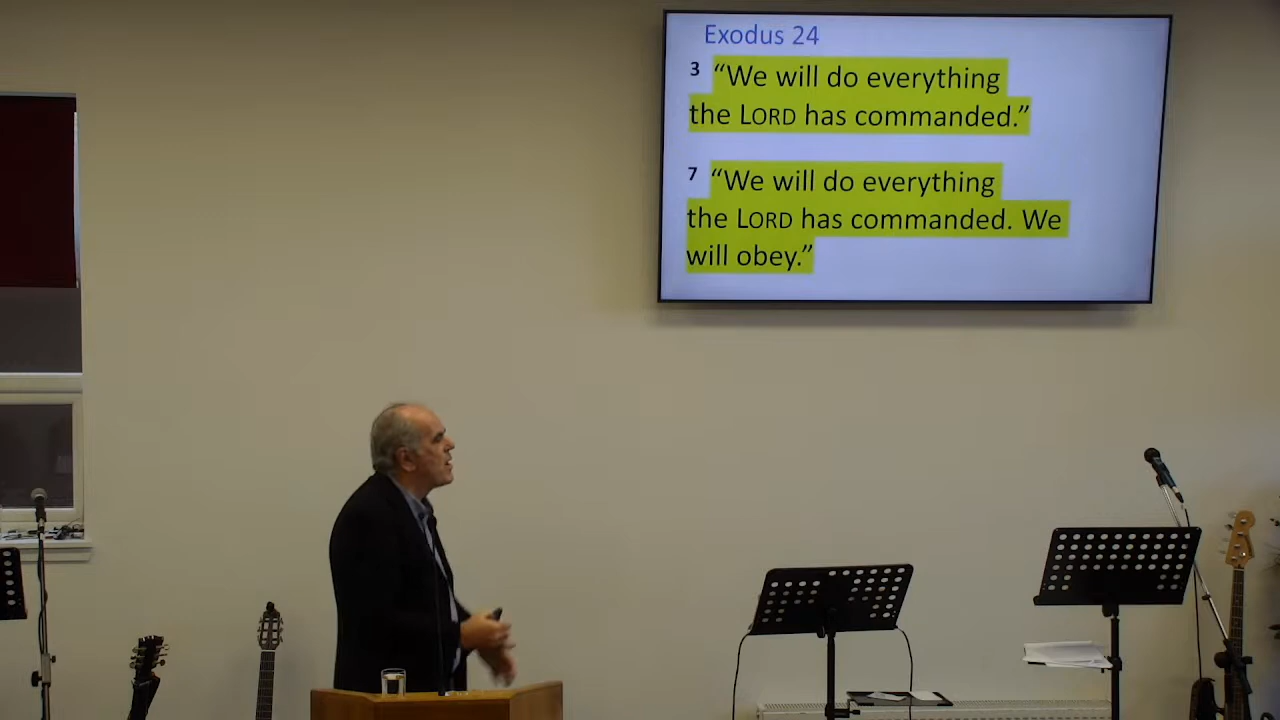 Exodus 24
3 “We will do everything
the LORD has commanded.”
7 “We will do everything
the LORD has commanded. We
will obey.”